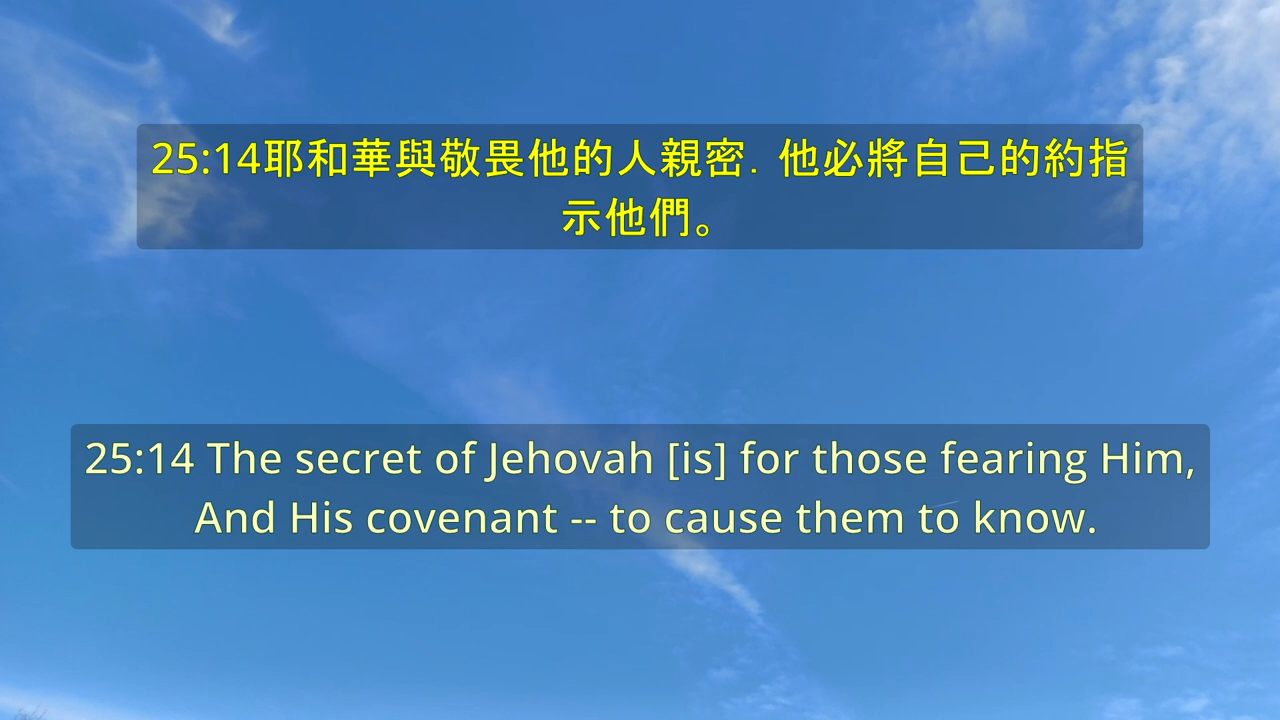 25:14耶和華與敬畏他的人親密. 他必將自己的約指
示他們。
25:14 The secret of Jehovah [is] for those fearing Him,
And His covenant -- to cause them to know.